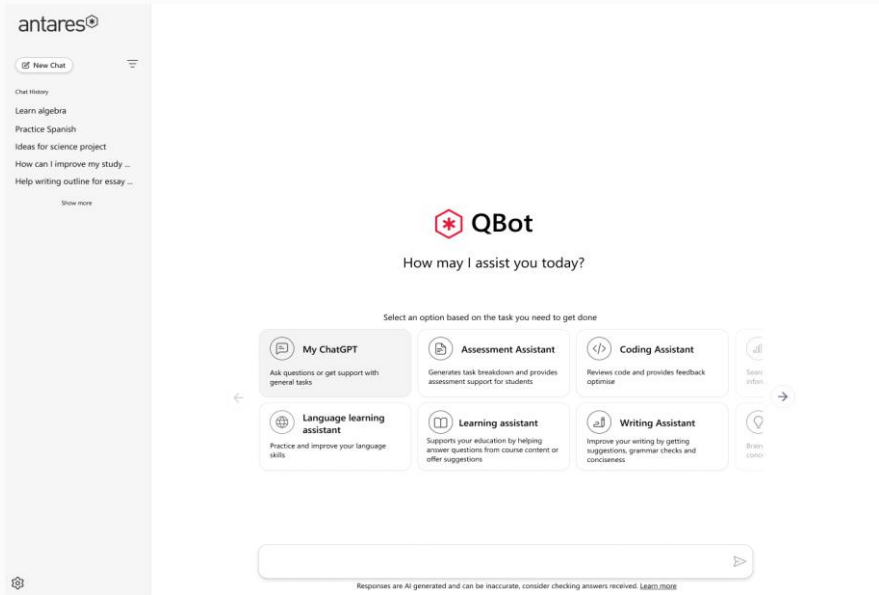 antares
New Chat
Chat History
Learn algebra
Practice Spanish
Ideas for science project
How can I improve my study ...
Help writing outline for essay ...
Show more
QBot
How may I assist you today?
Select an option based on the task you need to get done
My ChatGPT
Ask questions or get support with
general tasks
Assessment Assistant
Generates task breakdown and provides
assessment support for students
Coding Assistant
Reviews code and provides feedback
optimise
Language learning
assistant
Practice and improve your language
skills
Learning assistant
Supports your education by helping
answer questions from course content or
offer suggestions
Writing Assistant
Improve your writing by getting
suggestions, grammar checks and
conciseness
Responses are AI generated and can be inaccurate, consider checking answers received. Learn more